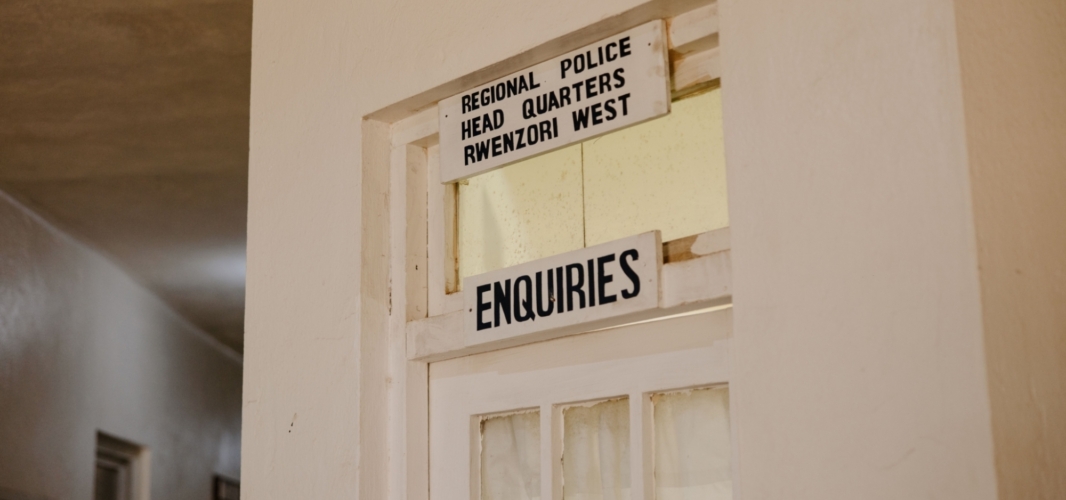 REGIONAL POLICE
HEAD QUARTERS
RWENZORI WEST
ENQUIRIES